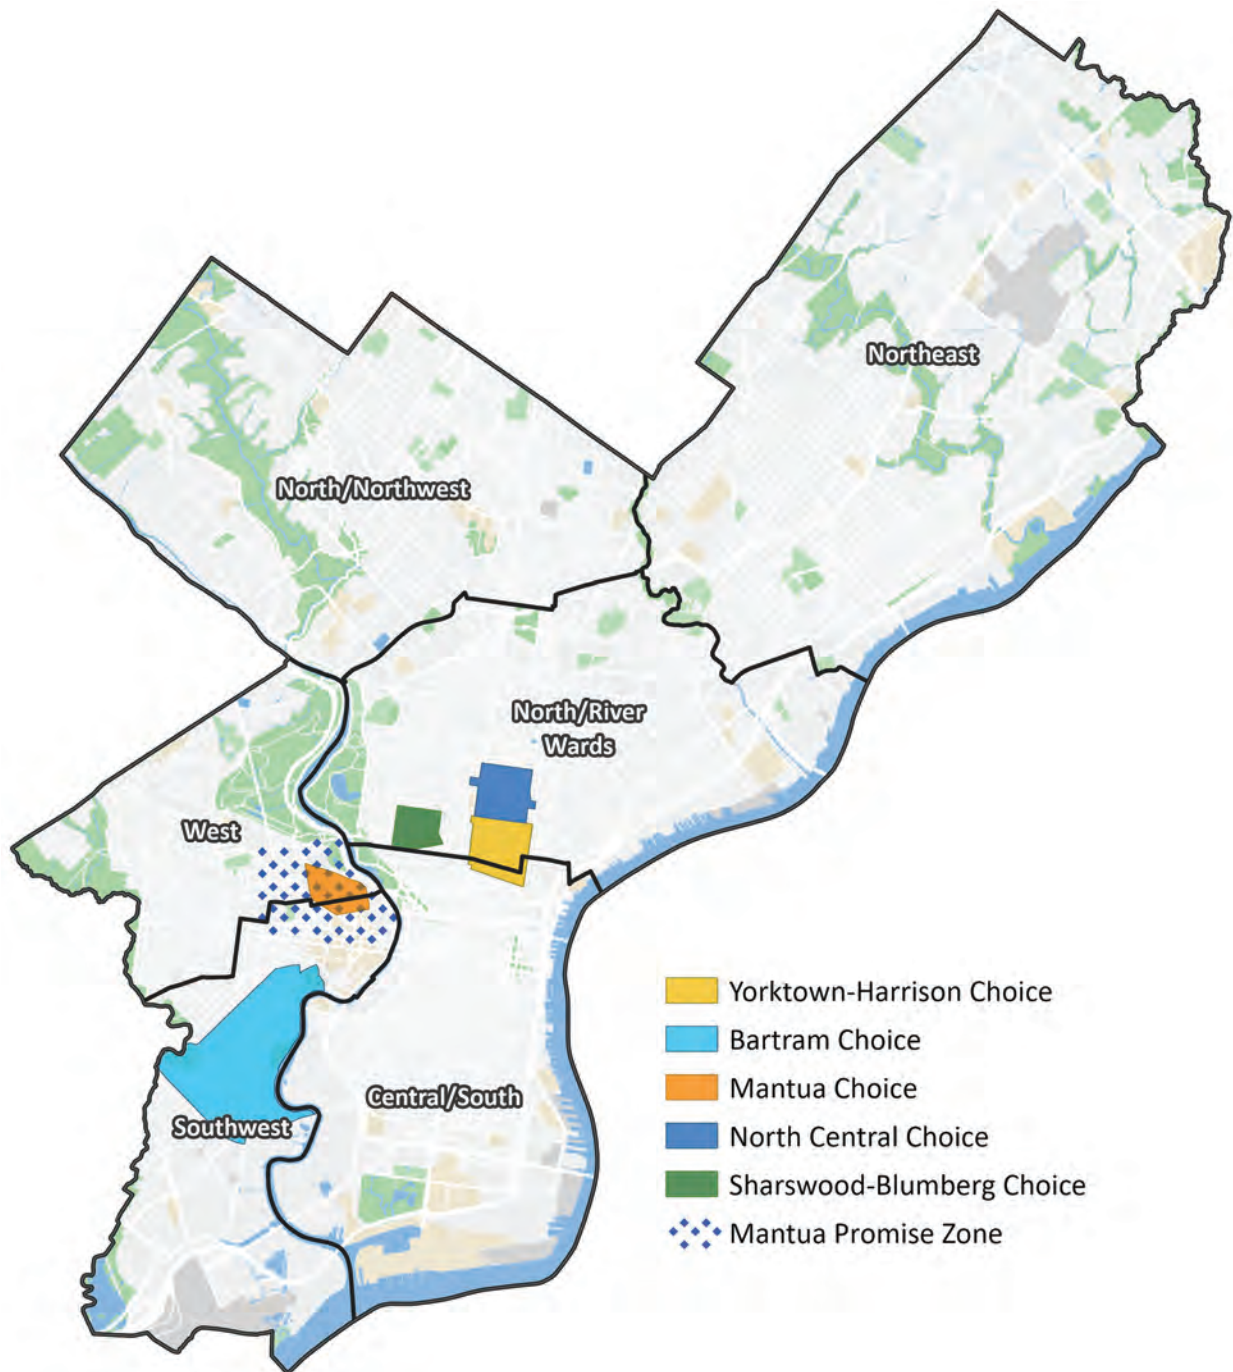 Northeast
North/Northwest
North/River
Wards
West
Central/South
Southwest
Yorktown-Harrison Choice
Bartram Choice
Mantua Choice
North Central Choice
Sharswood-Blumberg Choice
Mantua Promise Zone